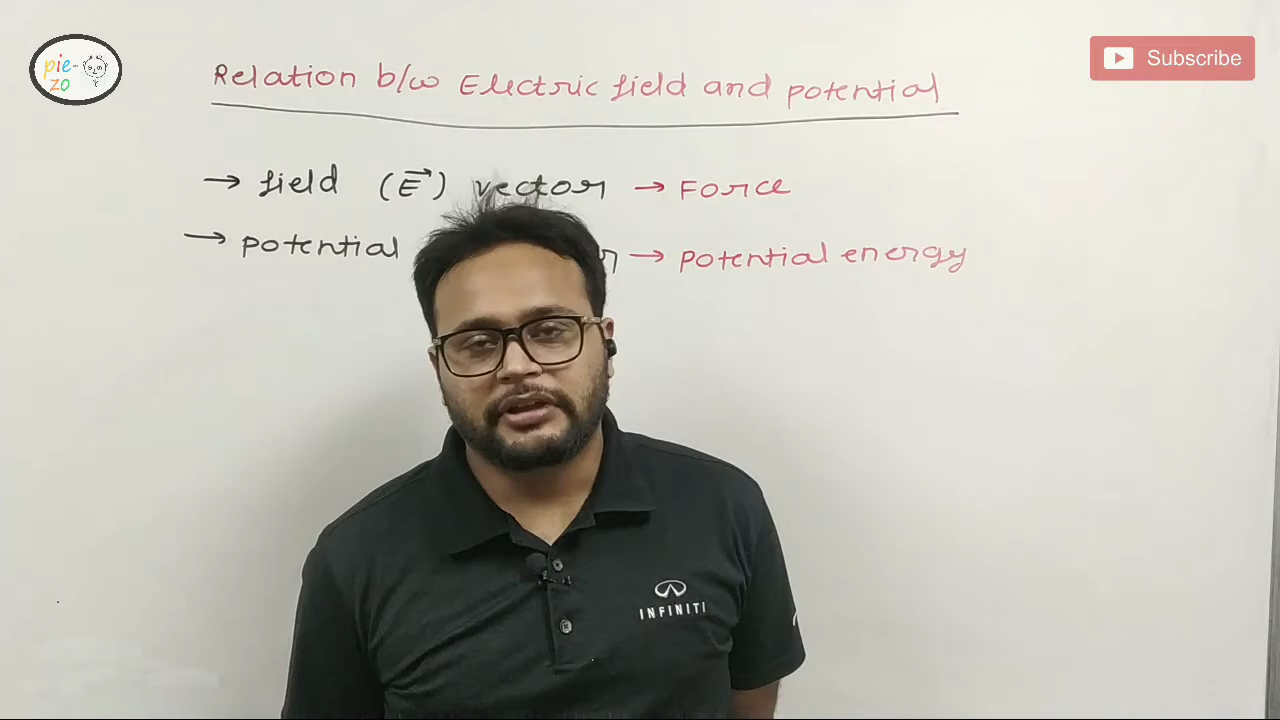 pie-
zo
Subscribe
Relation b/w Electric field and potential
→ field (E⃗) vector → Force
→ potential → potential energy
INFINITI